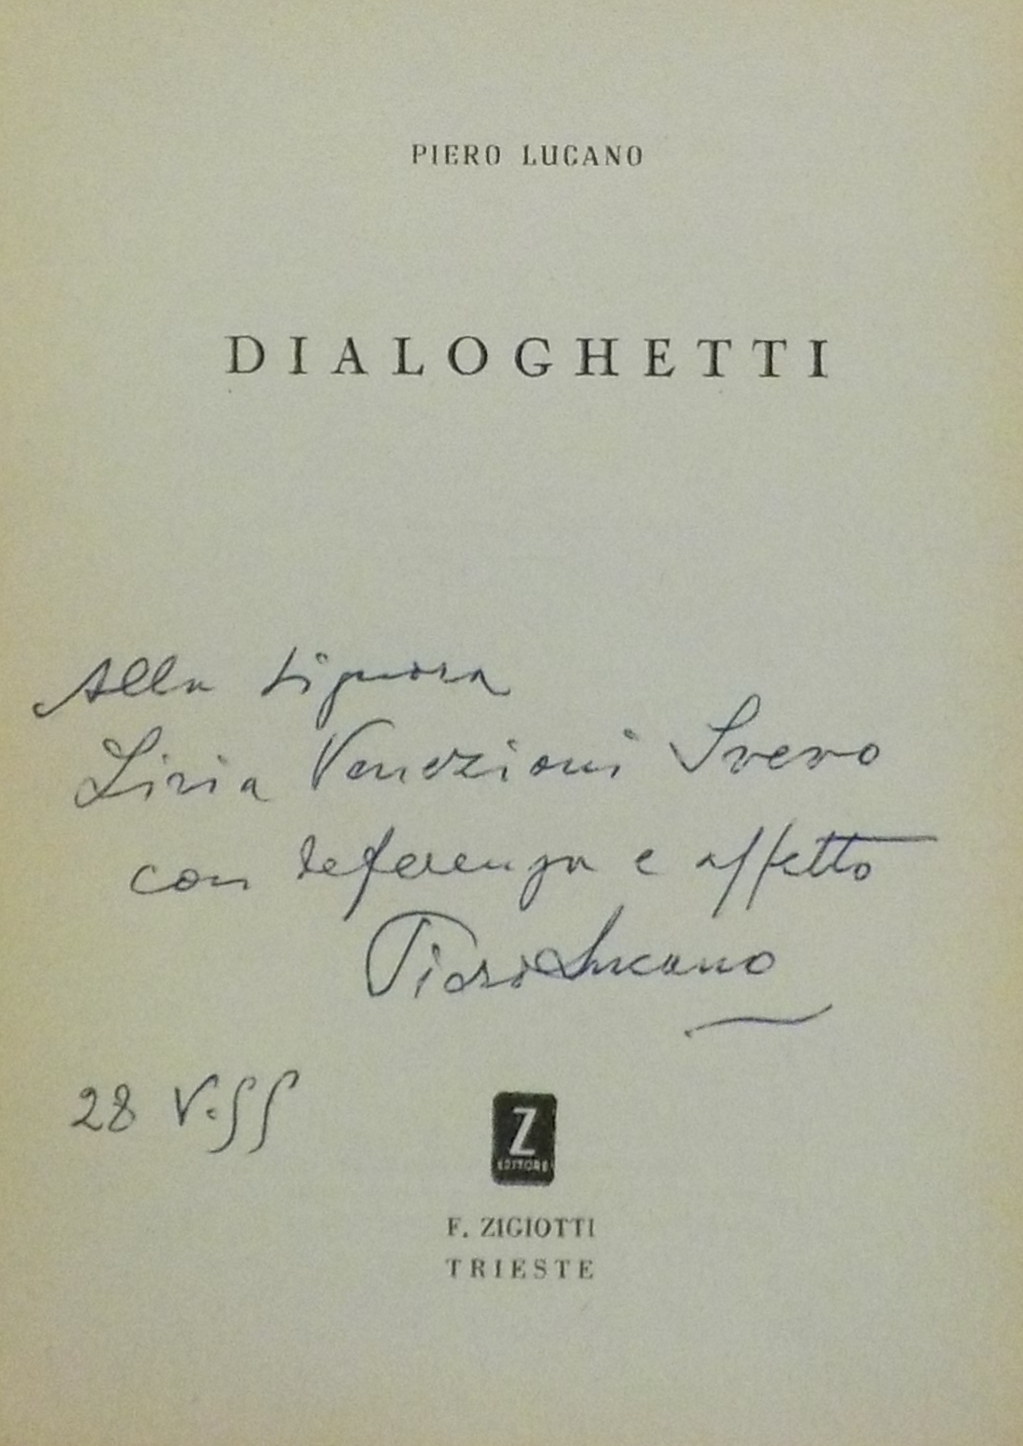 PIERO LUCANO
DIALOGHETTI
Alla Signora
Livia Veneziani Svevo
con deferenza e affetto
Piero Lucano
28 V. 55
Z
EDITORE
F. ZIGIOTTI
TRIESTE